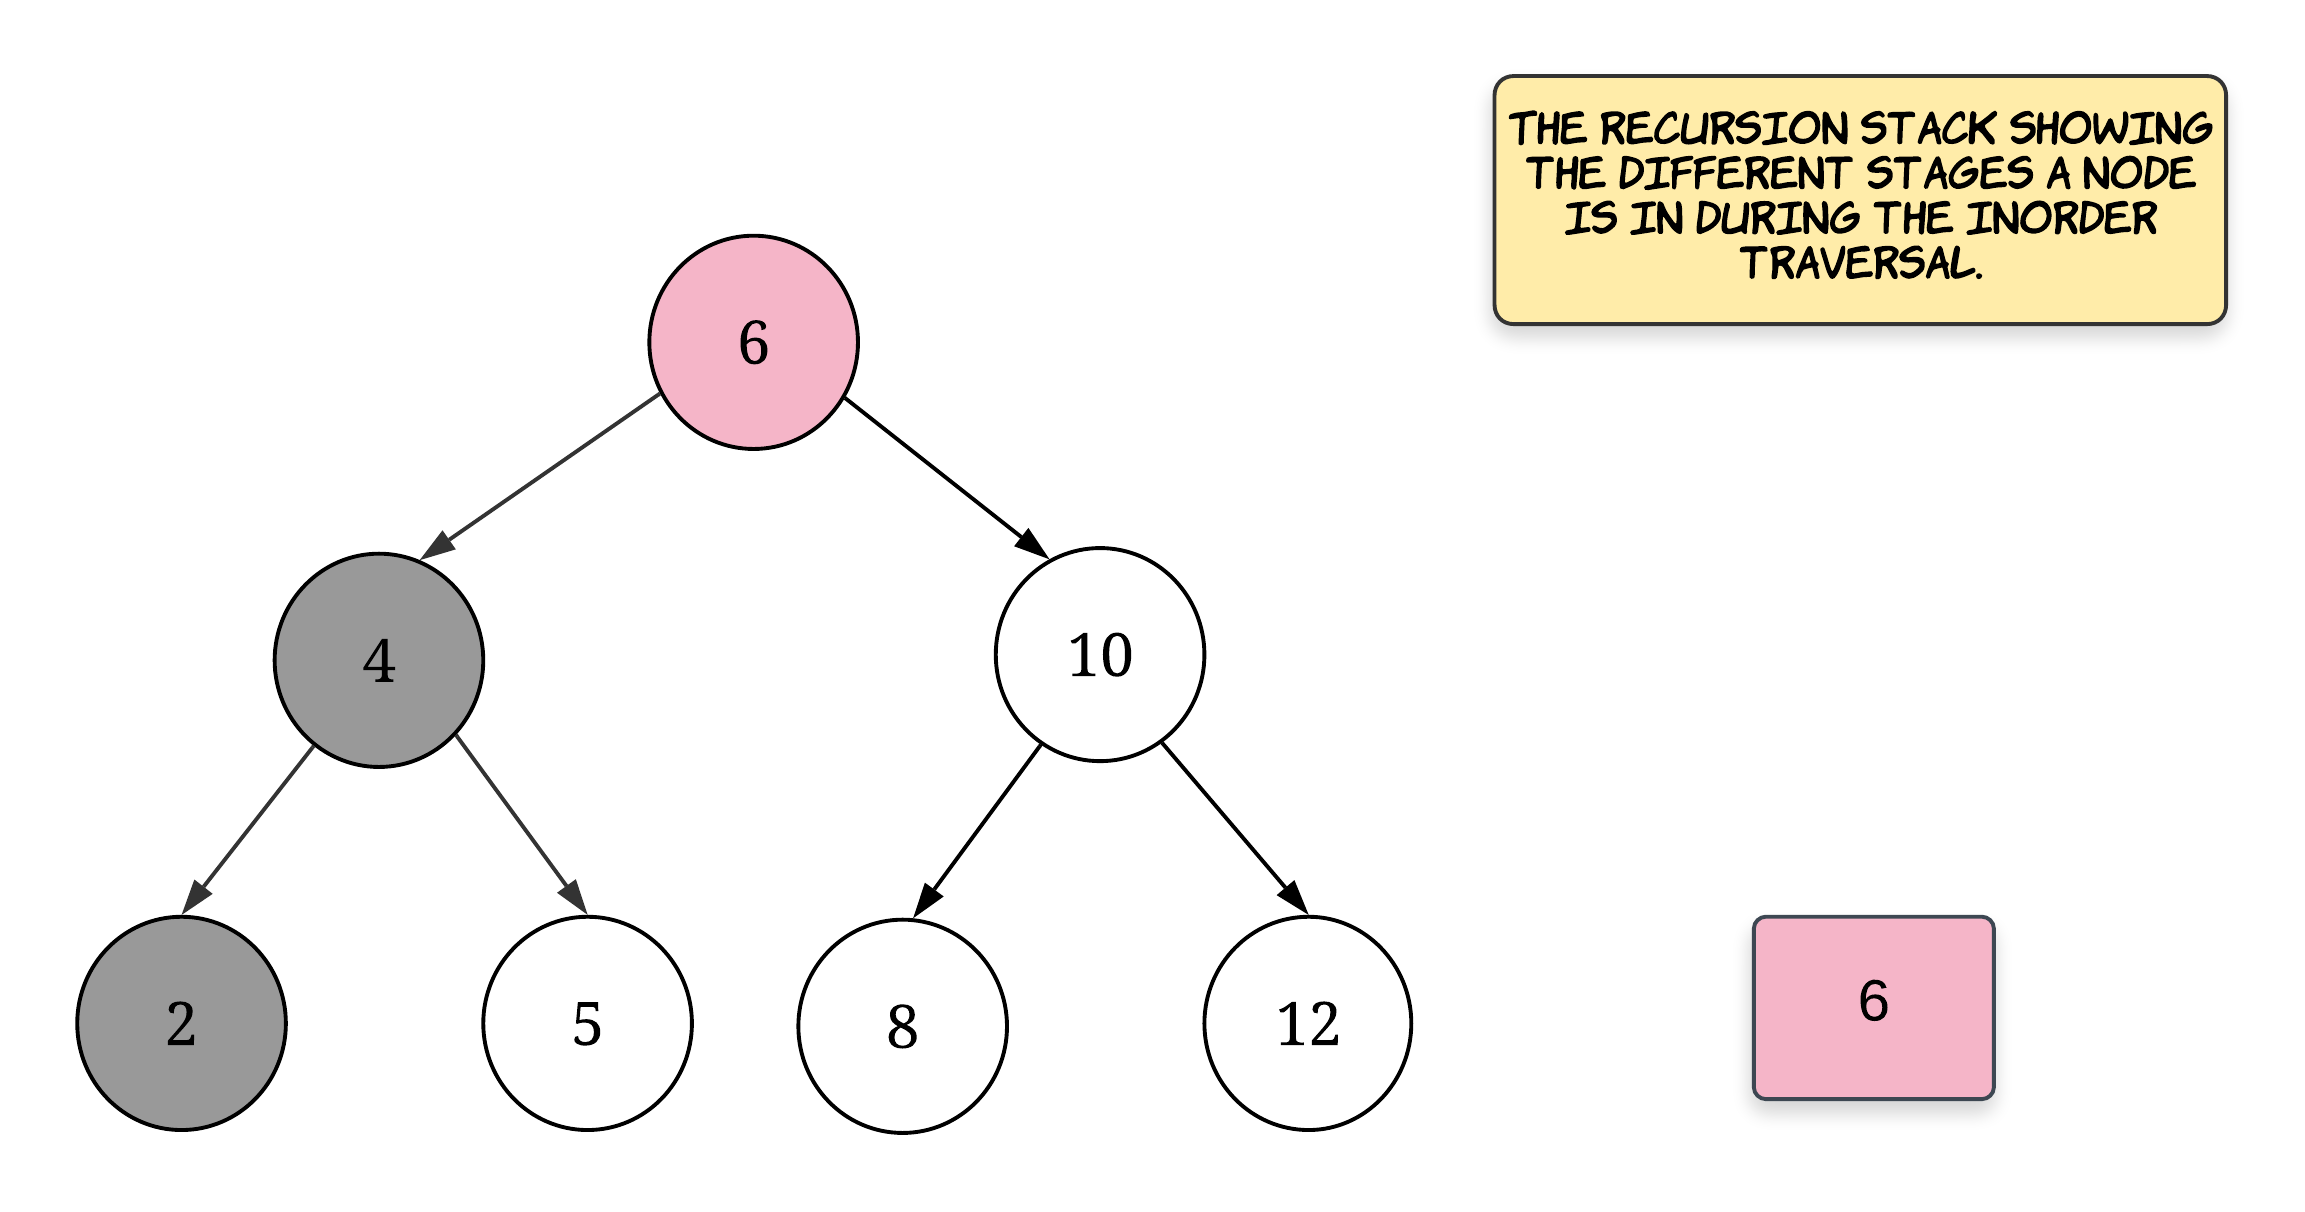 THE RECURSION STACK SHOWING
THE DIFFERENT STAGES A NODE
IS IN DURING THE INORDER
TRAVERSAL.
6
4
10
2
5
8
12
6